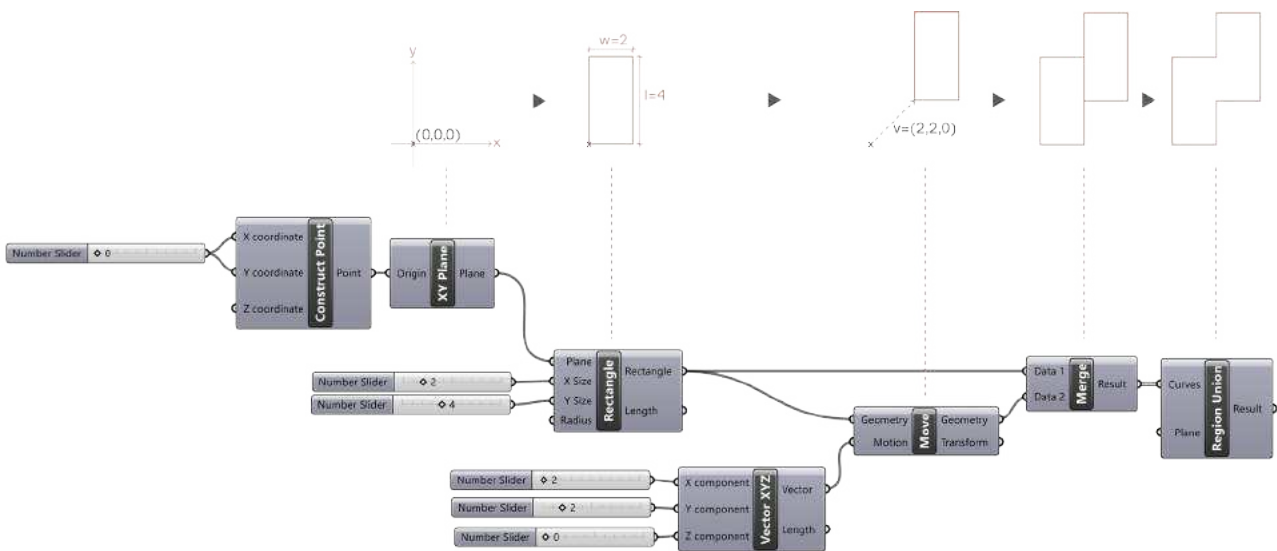 y
(0,0,0)
x
x
w=2
l=4
x
v=(2,2,0)
x
Number Slider 0
X coordinate
Y coordinate
Z coordinate
Construct Point
Point
Origin
XY Plane
Plane
Number Slider 2
Number Slider 4
Plane
X Size
Y Size
Radius
Rectangle
Rectangle
Length
Number Slider 2
Number Slider 2
Number Slider 0
X component
Y component
Z component
Vector XYZ
Vector
Length
Geometry
Motion
Move
Geometry
Transform
Data 1
Data 2
Merge
Result
Curves
Plane
Region Union
Result